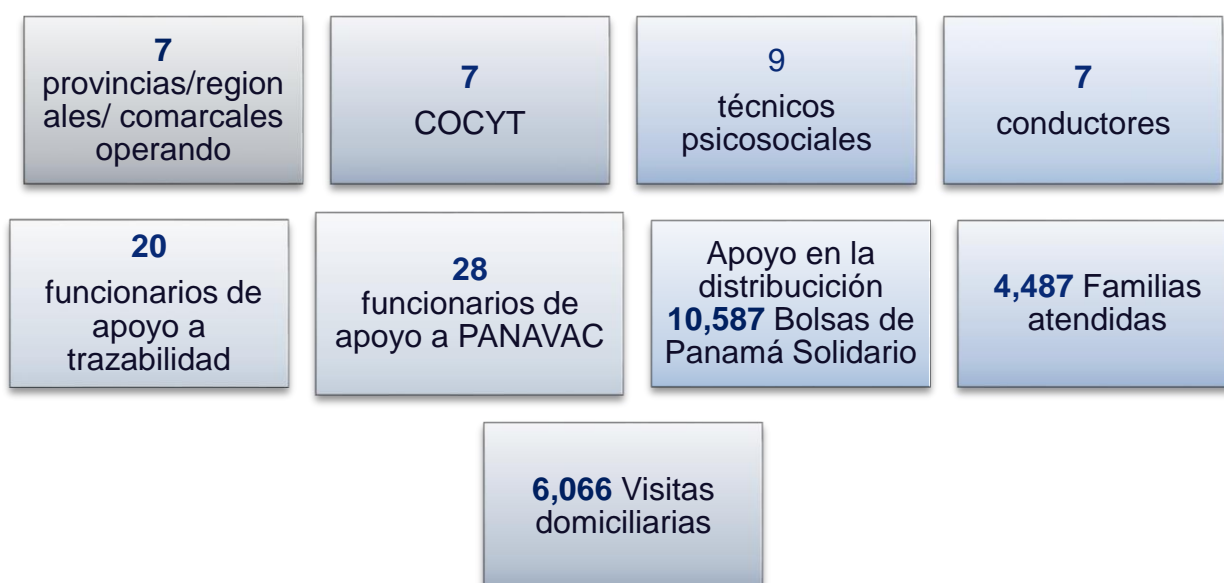 7
provincias/region
ales/ comarcales
operando
7
COCYT
9
técnicos
psicosociales
7
conductores
20
funcionarios de
apoyo a
trazabilidad
28
funcionarios de
apoyo a PANAVAC
Apoyo en la
distribucición
10,587 Bolsas de
Panamá Solidario
4,487 Familias
atendidas
6,066 Visitas
domiciliarias